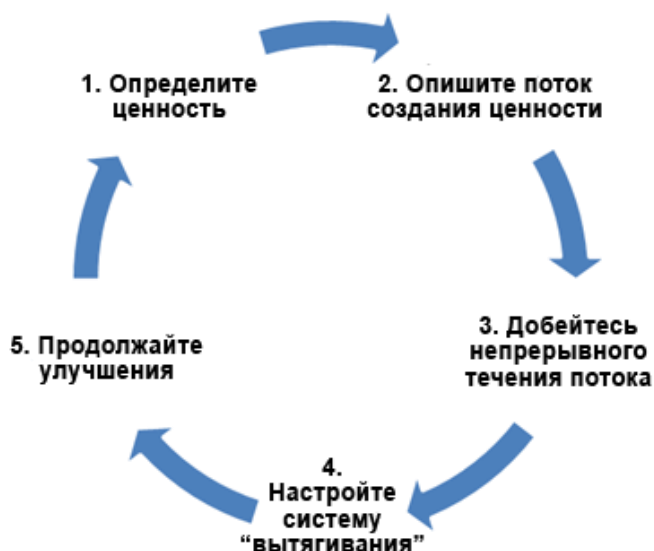 1. Определите
ценность
2. Опишите поток
создания ценности
3. Добейтесь
непрерывного
течения потока
4.
Настройте
систему
“вытягивания”
5. Продолжайте
улучшения